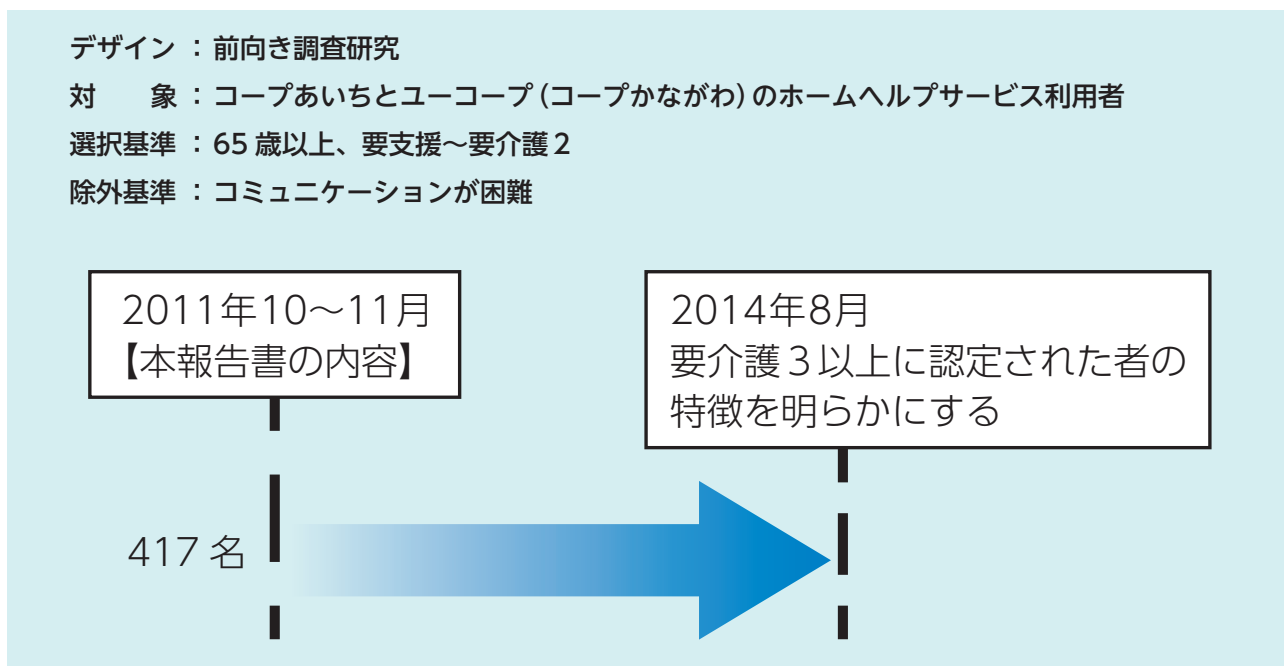 デザイン ：前向き調査研究
対　　象 ：コープあいちとユーコープ（コープかながわ）のホームヘルプサービス利用者
選択基準 ：65 歳以上、要支援～要介護２
除外基準 ：コミュニケーションが困難
2011年10～11月
【本報告書の内容】
2014年8月
要介護３以上に認定された者の
特徴を明らかにする
417 名